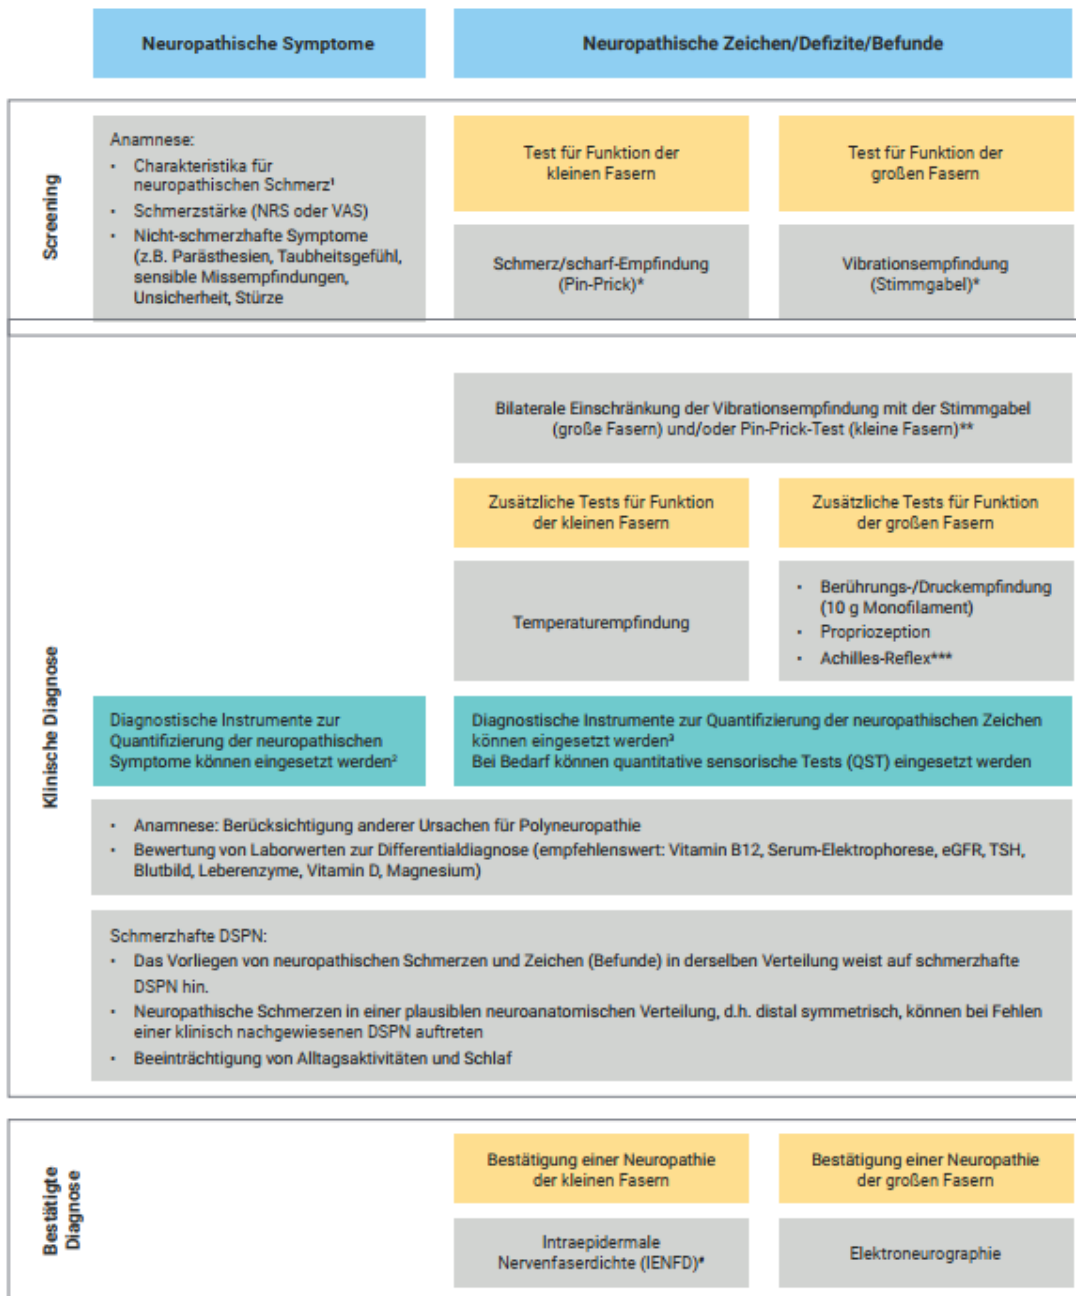 Neuropathische Symptome
Neuropathische Zeichen/Defizite/Befunde
Screening
Anamnese:
• Charakteristika für
neuropathischen Schmerz¹
• Schmerzstärke (NRS oder VAS)
• Nicht-schmerzhafte Symptome
(z.B. Parästhesien, Taubheitsgefühl,
sensible Missempfindungen,
Unsicherheit, Stürze
Test für Funktion der
kleinen Fasern
Test für Funktion der
großen Fasern
Schmerz/scharf-Empfindung
(Pin-Prick)*
Vibrationsempfindung
(Stimmgabel)*
Klinische Diagnose
Bilaterale Einschränkung der Vibrationsempfindung mit der Stimmgabel
(große Fasern) und/oder Pin-Prick-Test (kleine Fasern)**
Zusätzliche Tests für Funktion
der kleinen Fasern
Zusätzliche Tests für Funktion
der großen Fasern
Temperaturempfindung
• Berührungs-/Druckempfindung
(10 g Monofilament)
• Propriozeption
• Achilles-Reflex***
Diagnostische Instrumente zur
Quantifizierung der neuropathischen
Symptome können eingesetzt werden²
Diagnostische Instrumente zur Quantifizierung der neuropathischen Zeichen
können eingesetzt werden³
Bei Bedarf können quantitative sensorische Tests (QST) eingesetzt werden
• Anamnese: Berücksichtigung anderer Ursachen für Polyneuropathie
• Bewertung von Laborwerten zur Differentialdiagnose (empfehlenswert: Vitamin B12, Serum-Elektrophorese, eGFR, TSH,
Blutbild, Leberenzyme, Vitamin D, Magnesium)
Schmerzhafte DSPN:
• Das Vorliegen von neuropathischen Schmerzen und Zeichen (Befunde) in derselben Verteilung weist auf schmerzhafte
DSPN hin.
• Neuropathische Schmerzen in einer plausiblen neuroanatomischen Verteilung, d.h. distal symmetrisch, können bei Fehlen
einer klinisch nachgewiesenen DSPN auftreten
• Beeinträchtigung von Alltagsaktivitäten und Schlaf
Bestätigte
Diagnose
Bestätigung einer Neuropathie
der kleinen Fasern
Bestätigung einer Neuropathie
der großen Fasern
Intraepidermale
Nervenfaserdichte (IENFD)*
Elektroneurographie